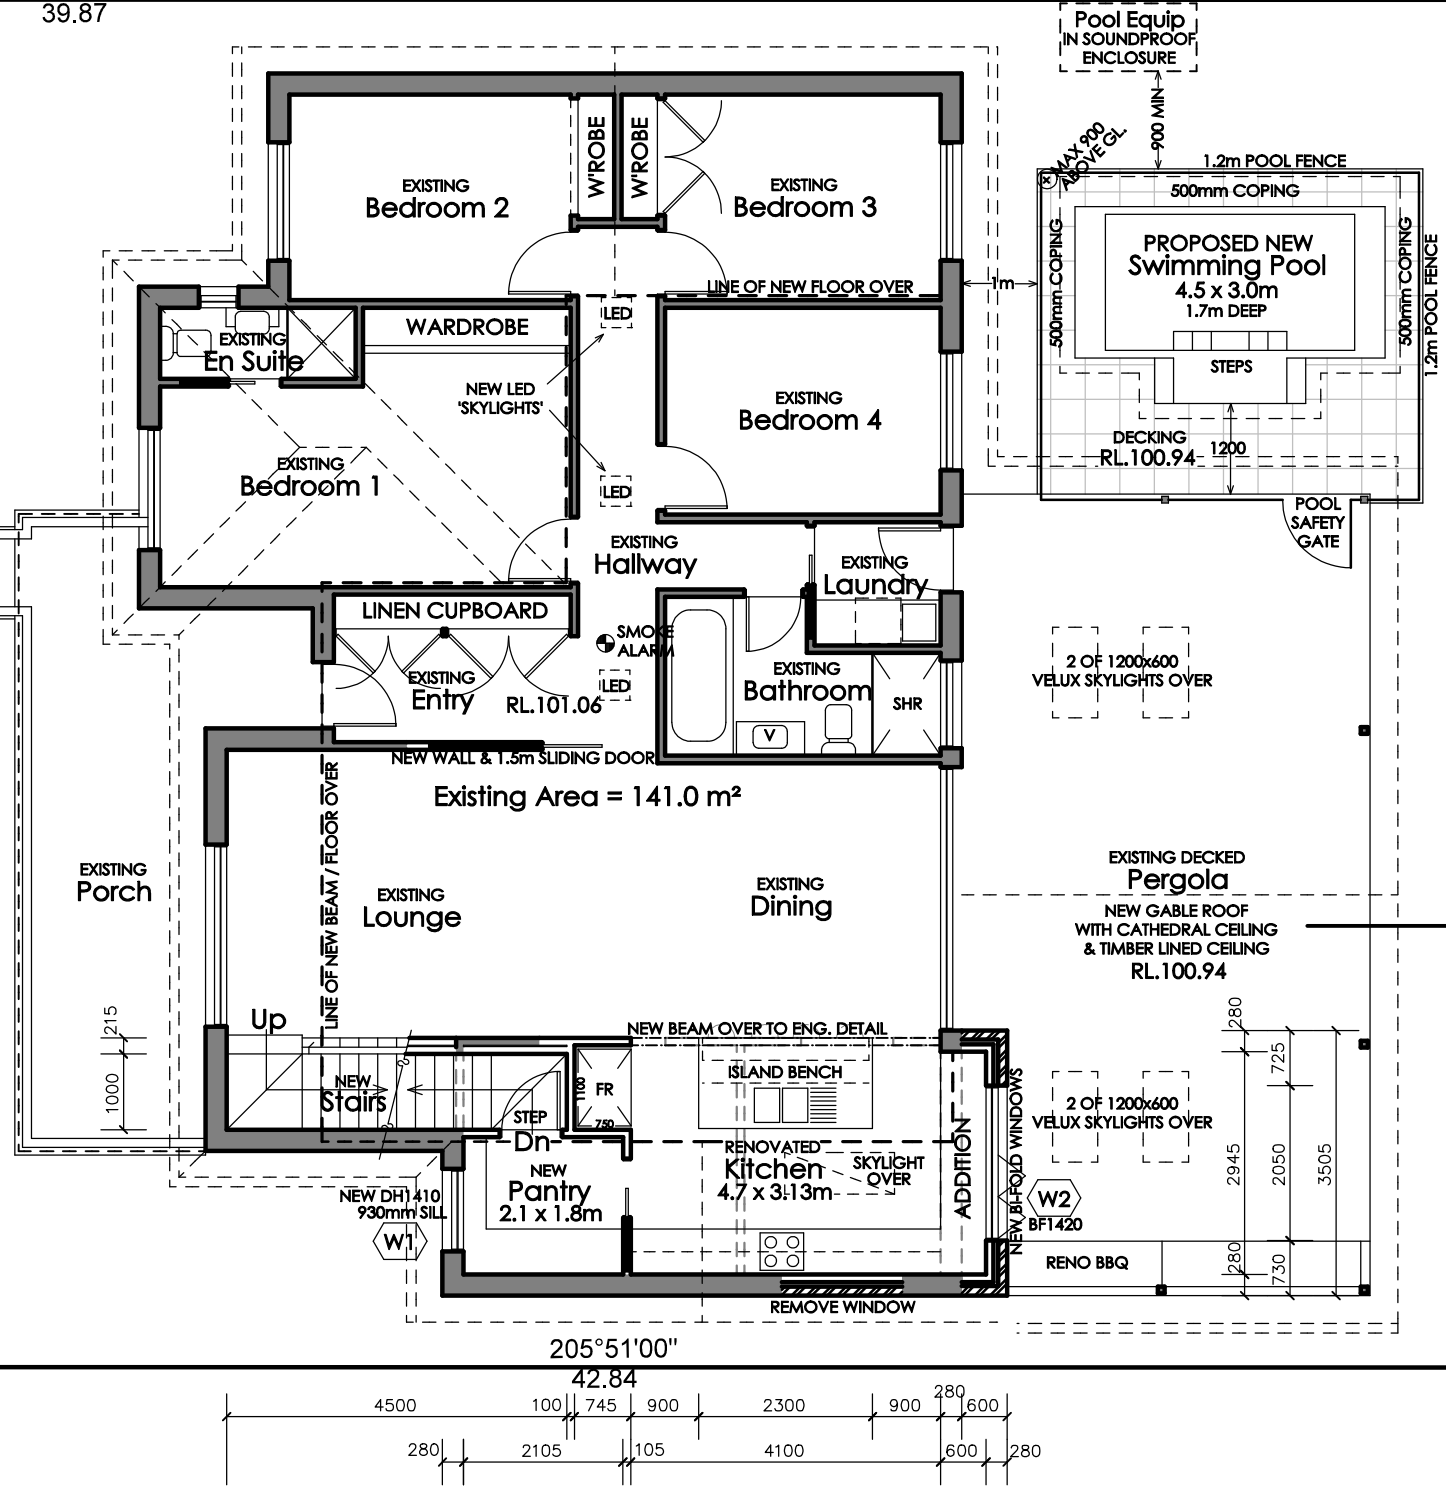 39.87
Pool Equip
IN SOUNDPROOF
ENCLOSURE
900 MIN
MAX 900
ABOVE GL.
1.2m POOL FENCE
500mm COPING
500mm COPING
500mm COPING
1.2m POOL FENCE
PROPOSED NEW
Swimming Pool
4.5 x 3.0m
1.7m DEEP
STEPS
DECKING
RL.100.94
1200
1m
POOL
SAFETY
GATE
EXISTING
Bedroom 2
W'ROBE
W'ROBE
EXISTING
Bedroom 3
LINE OF NEW FLOOR OVER
LED
WARDROBE
EXISTING
En Suite
NEW LED
'SKYLIGHTS'
EXISTING
Bedroom 4
EXISTING
Bedroom 1
LED
EXISTING
Hallway
EXISTING
Laundry
LINEN CUPBOARD
SMOKE
ALARM
EXISTING
Entry
RL.101.06
LED
EXISTING
Bathroom
SHR
V
2 OF 1200x600
VELUX SKYLIGHTS OVER
NEW WALL & 1.5m SLIDING DOOR
Existing Area = 141.0 m²
LINE OF NEW BEAM / FLOOR OVER
EXISTING
Porch
EXISTING
Lounge
EXISTING
Dining
EXISTING DECKED
Pergola
NEW GABLE ROOF
WITH CATHEDRAL CEILING
& TIMBER LINED CEILING
RL.100.94
215
1000
Up
NEW BEAM OVER TO ENG. DETAIL
NEW
Stairs
STEP
Dn
1100
FR
750
ISLAND BENCH
RENOVATED
Kitchen
4.7 x 3.13m
SKYLIGHT
OVER
ADDITION
NEW BI-FOLD WINDOWS
W2
BF1420
2 OF 1200x600
VELUX SKYLIGHTS OVER
280
725
2945
2050
3505
280
730
NEW
Pantry
2.1 x 1.8m
NEW DH1410
930mm SILL
W1
RENO BBQ
REMOVE WINDOW
205°51'00"
42.84
4500
100
745
900
2300
900
280
600
280
2105
105
4100
600
280